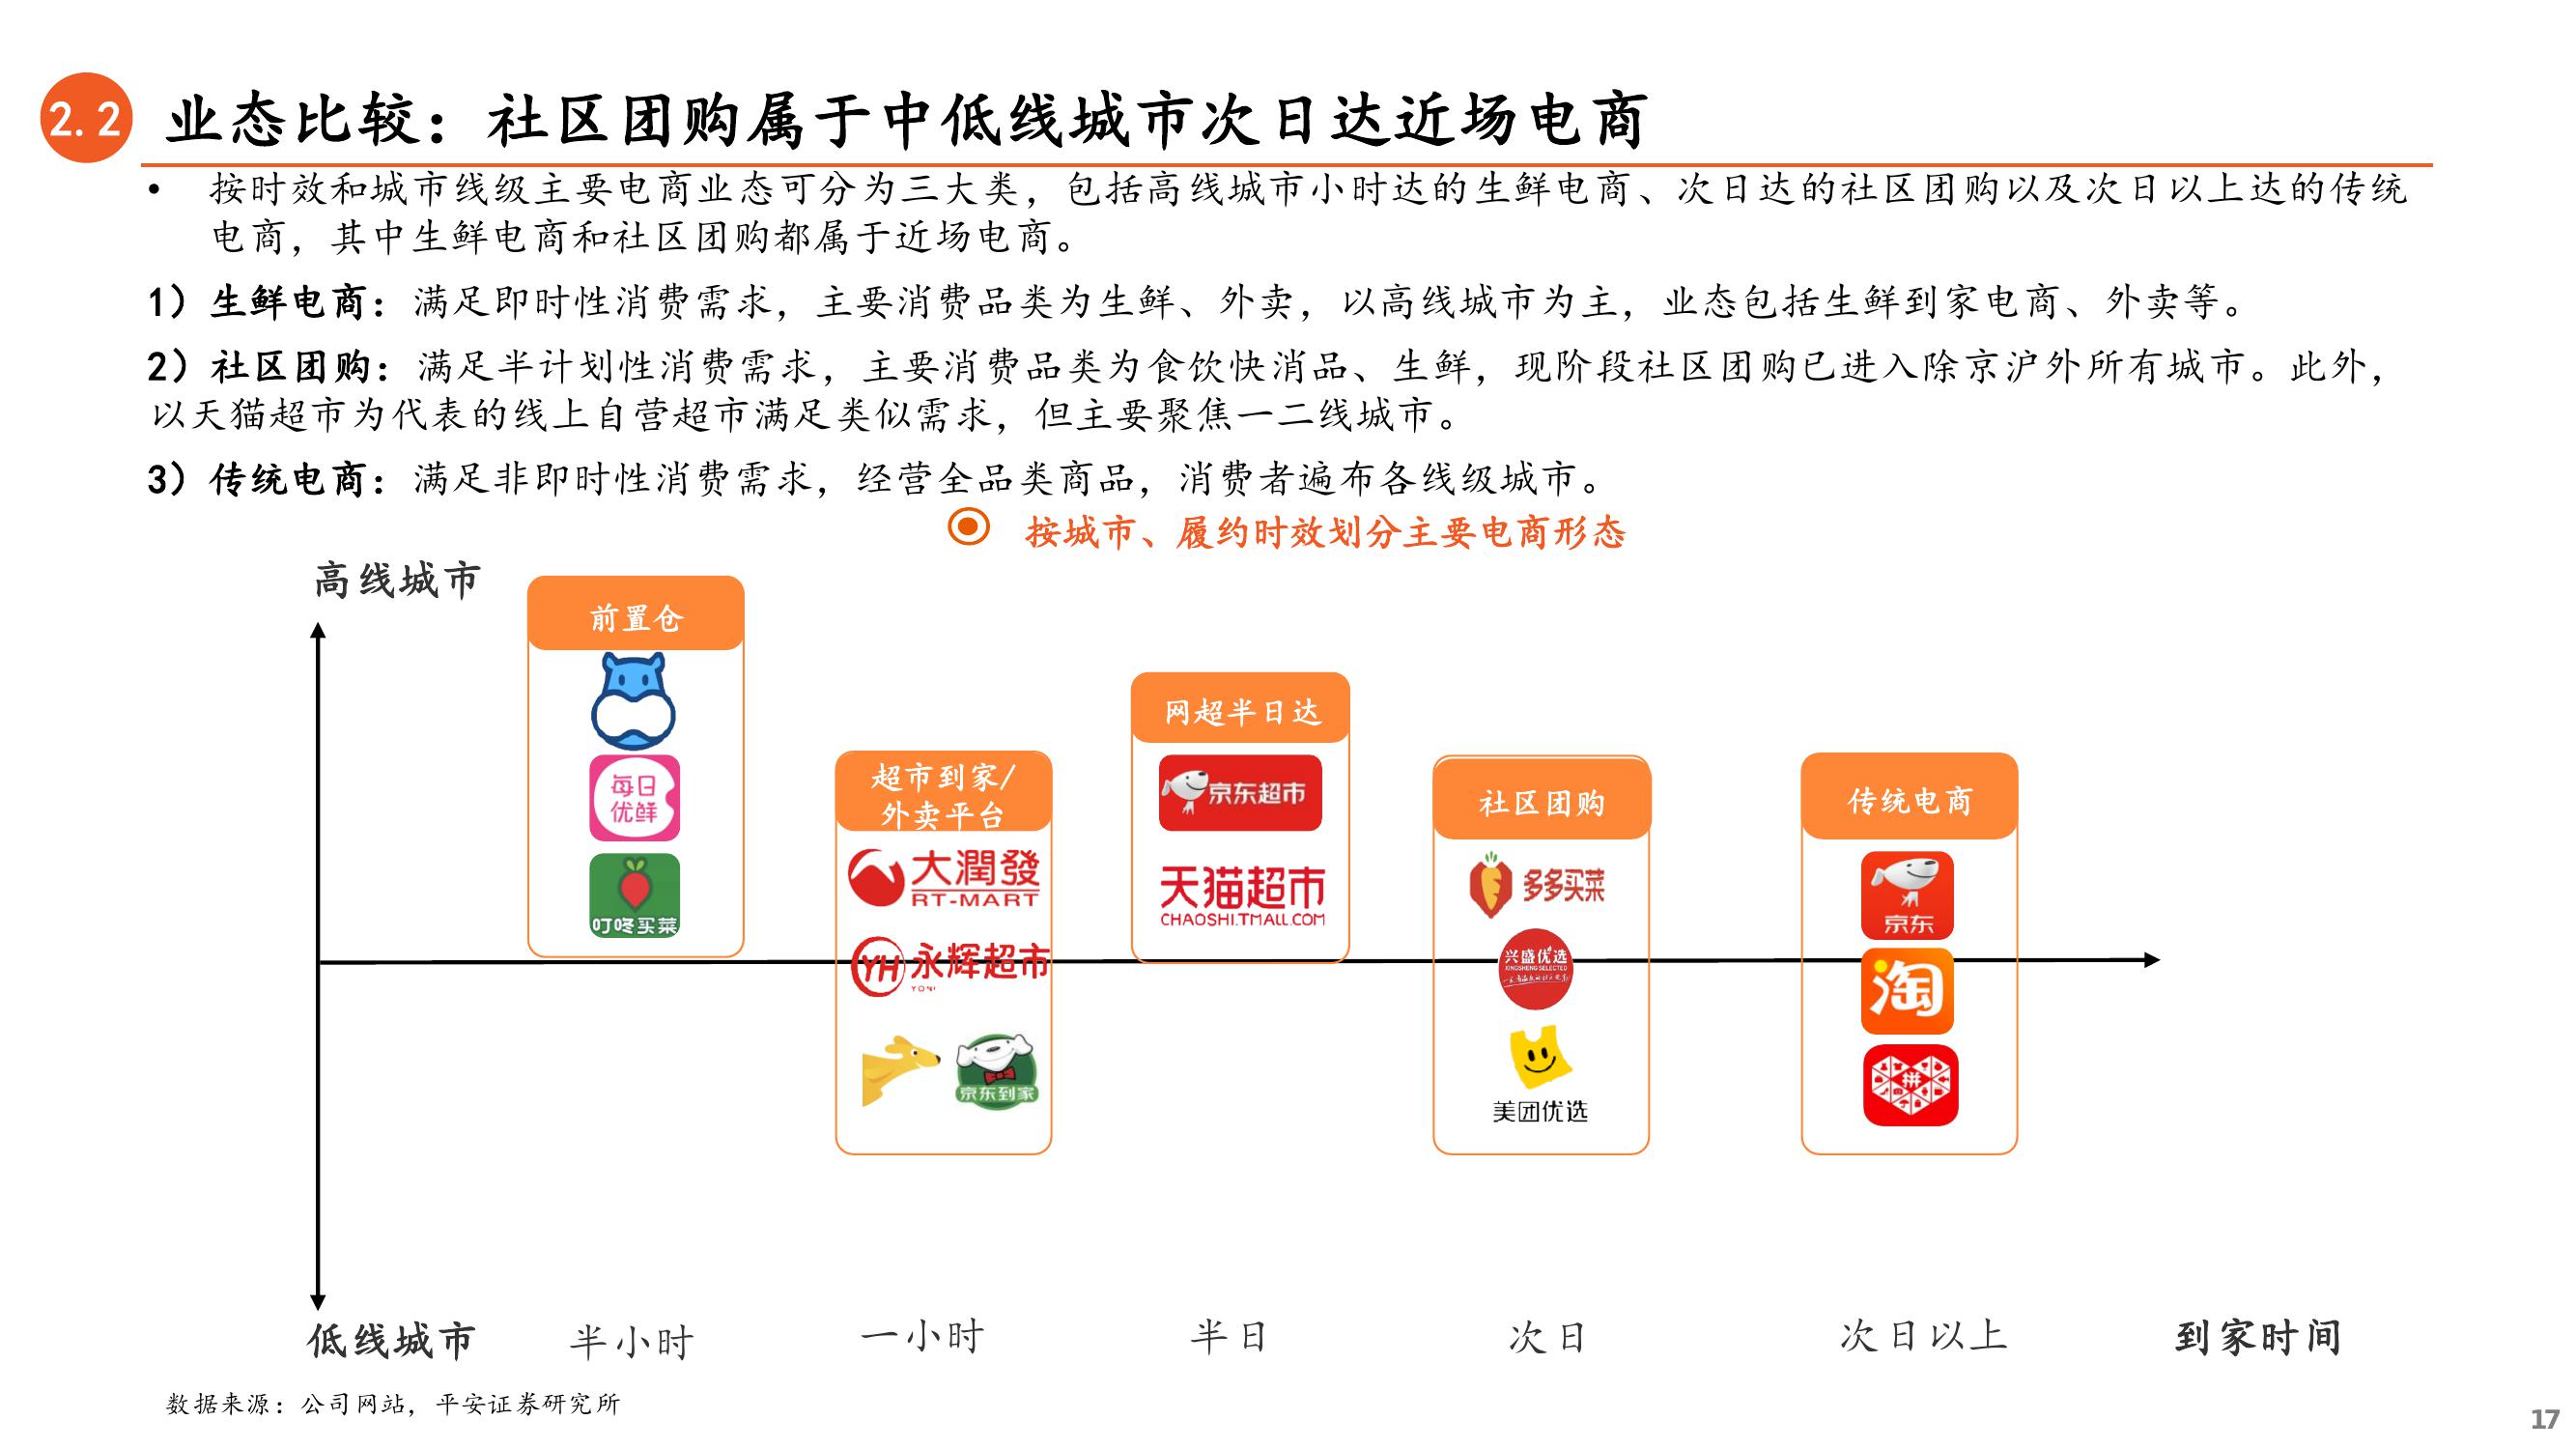 2.2 业态比较：社区团购属于中低线城市次日达近场电商
• 按时效和城市线级主要电商业态可分为三大类，包括高线城市小时达的生鲜电商、次日达的社区团购以及次日以上达的传统
电商，其中生鲜电商和社区团购都属于近场电商。
1）生鲜电商：满足即时性消费需求，主要消费品类为生鲜、外卖，以高线城市为主，业态包括生鲜到家电商、外卖等。
2）社区团购：满足半计划性消费需求，主要消费品类为食饮快消品、生鲜，现阶段社区团购已进入除京沪外所有城市。此外，
以天猫超市为代表的线上自营超市满足类似需求，但主要聚焦一二线城市。
3）传统电商：满足非即时性消费需求，经营全品类商品，消费者遍布各线级城市。
按城市、履约时效划分主要电商形态
高线城市
前置仓
每日
优鲜
叮咚买菜
超市到家/
外卖平台
大潤發
RT-MART
YH 永辉超市
京东到家
网超半日达
京东超市
天猫超市
CHAOSHI.TMALL.COM
社区团购
多多买菜
兴盛优选
XINGSHENG SELECTED
美团优选
传统电商
京东
淘
拼
低线城市
半小时
一小时
半日
次日
次日以上
到家时间
数据来源：公司网站，平安证券研究所
17